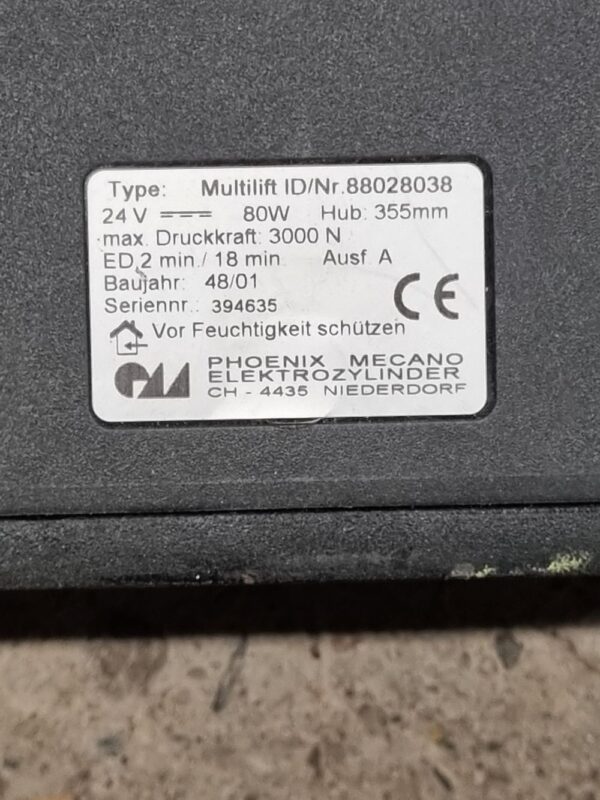 Type: Multilift ID/Nr.88028038
24 V 80W Hub: 355mm
max. Druckkraft: 3000 N
ED 2 min./ 18 min Ausf. A
Baujahr: 48/01
Seriennr.: 394635
CE
Vor Feuchtigkeit schützen
PHOENIX MECANO
ELEKTROZYLINDER
CH - 4435 NIEDERDORF